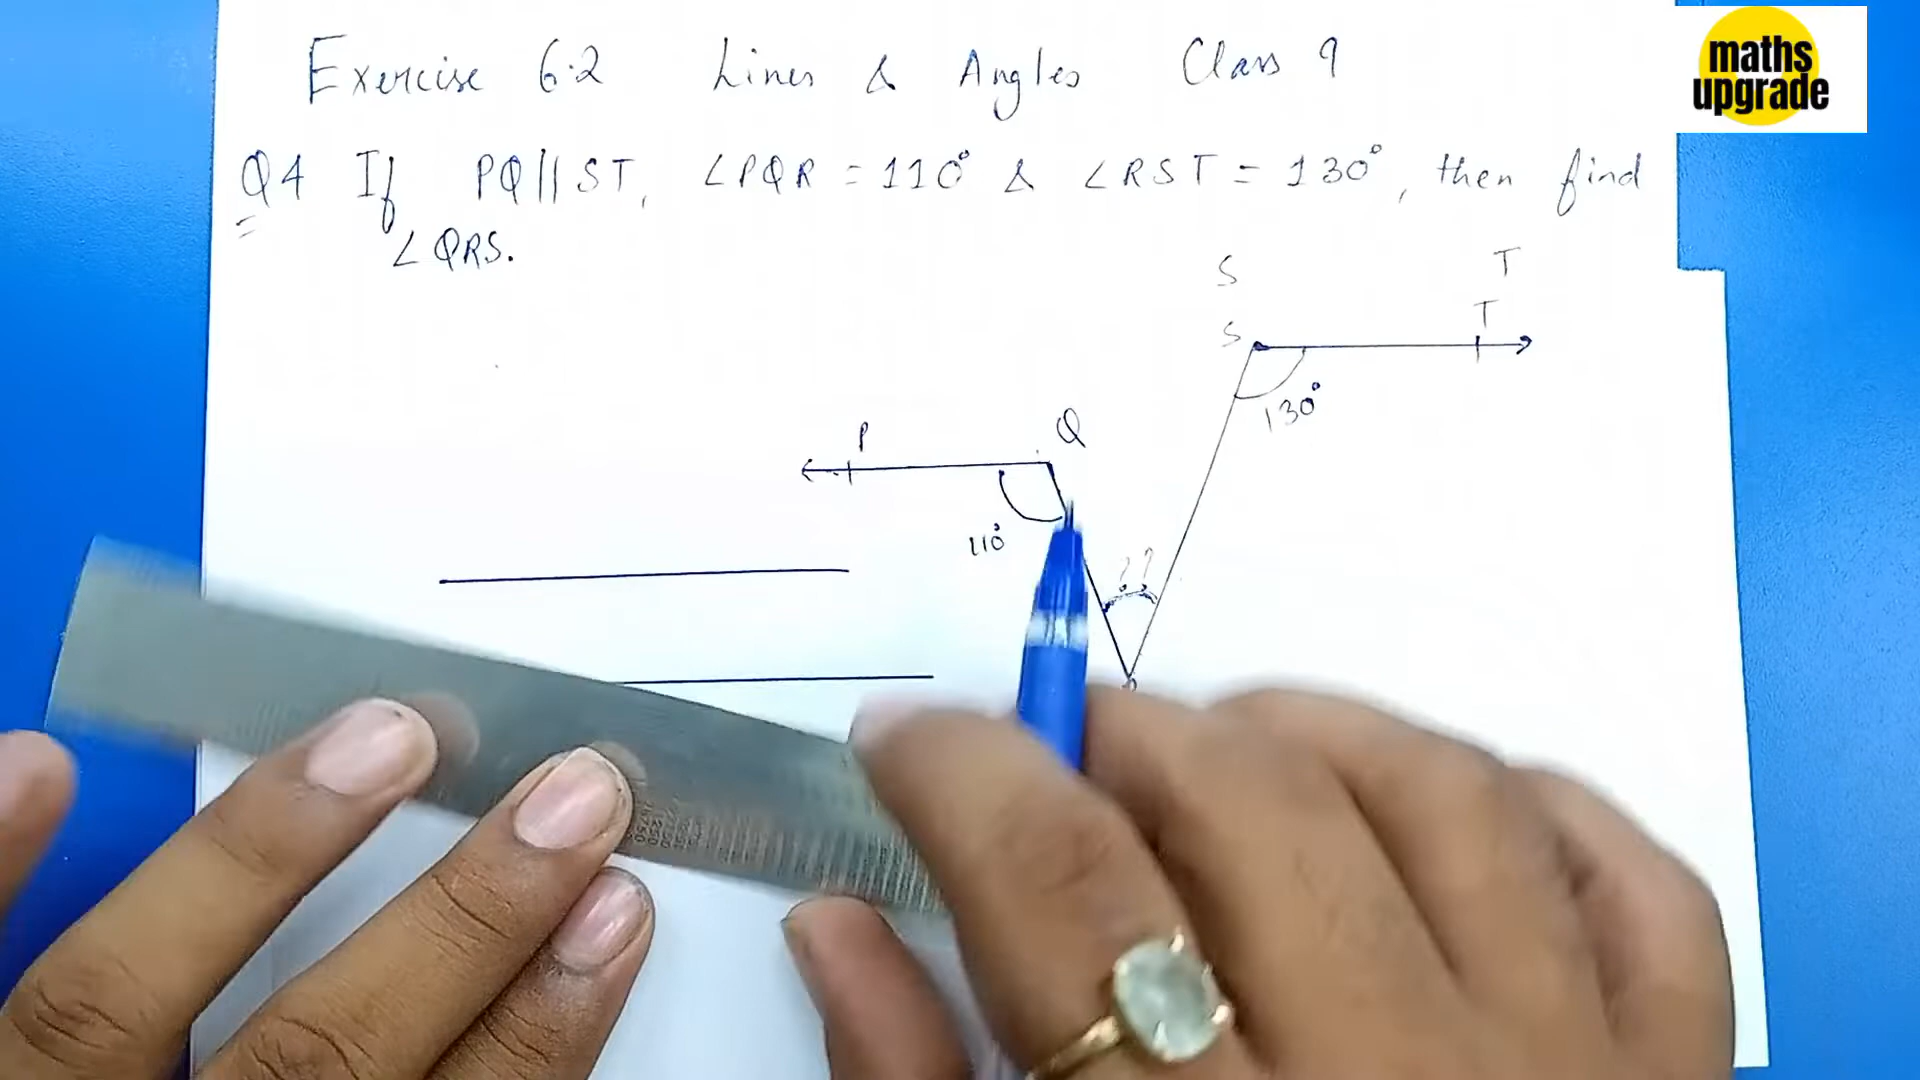 maths
upgrade
Exercise 6.2 Lines & Angles Class 9
Q4 If PQ||ST, ∠PQR = 110° & ∠RST = 130°, then find
∠QRS.
S T
S T
130°
P Q
110°
??